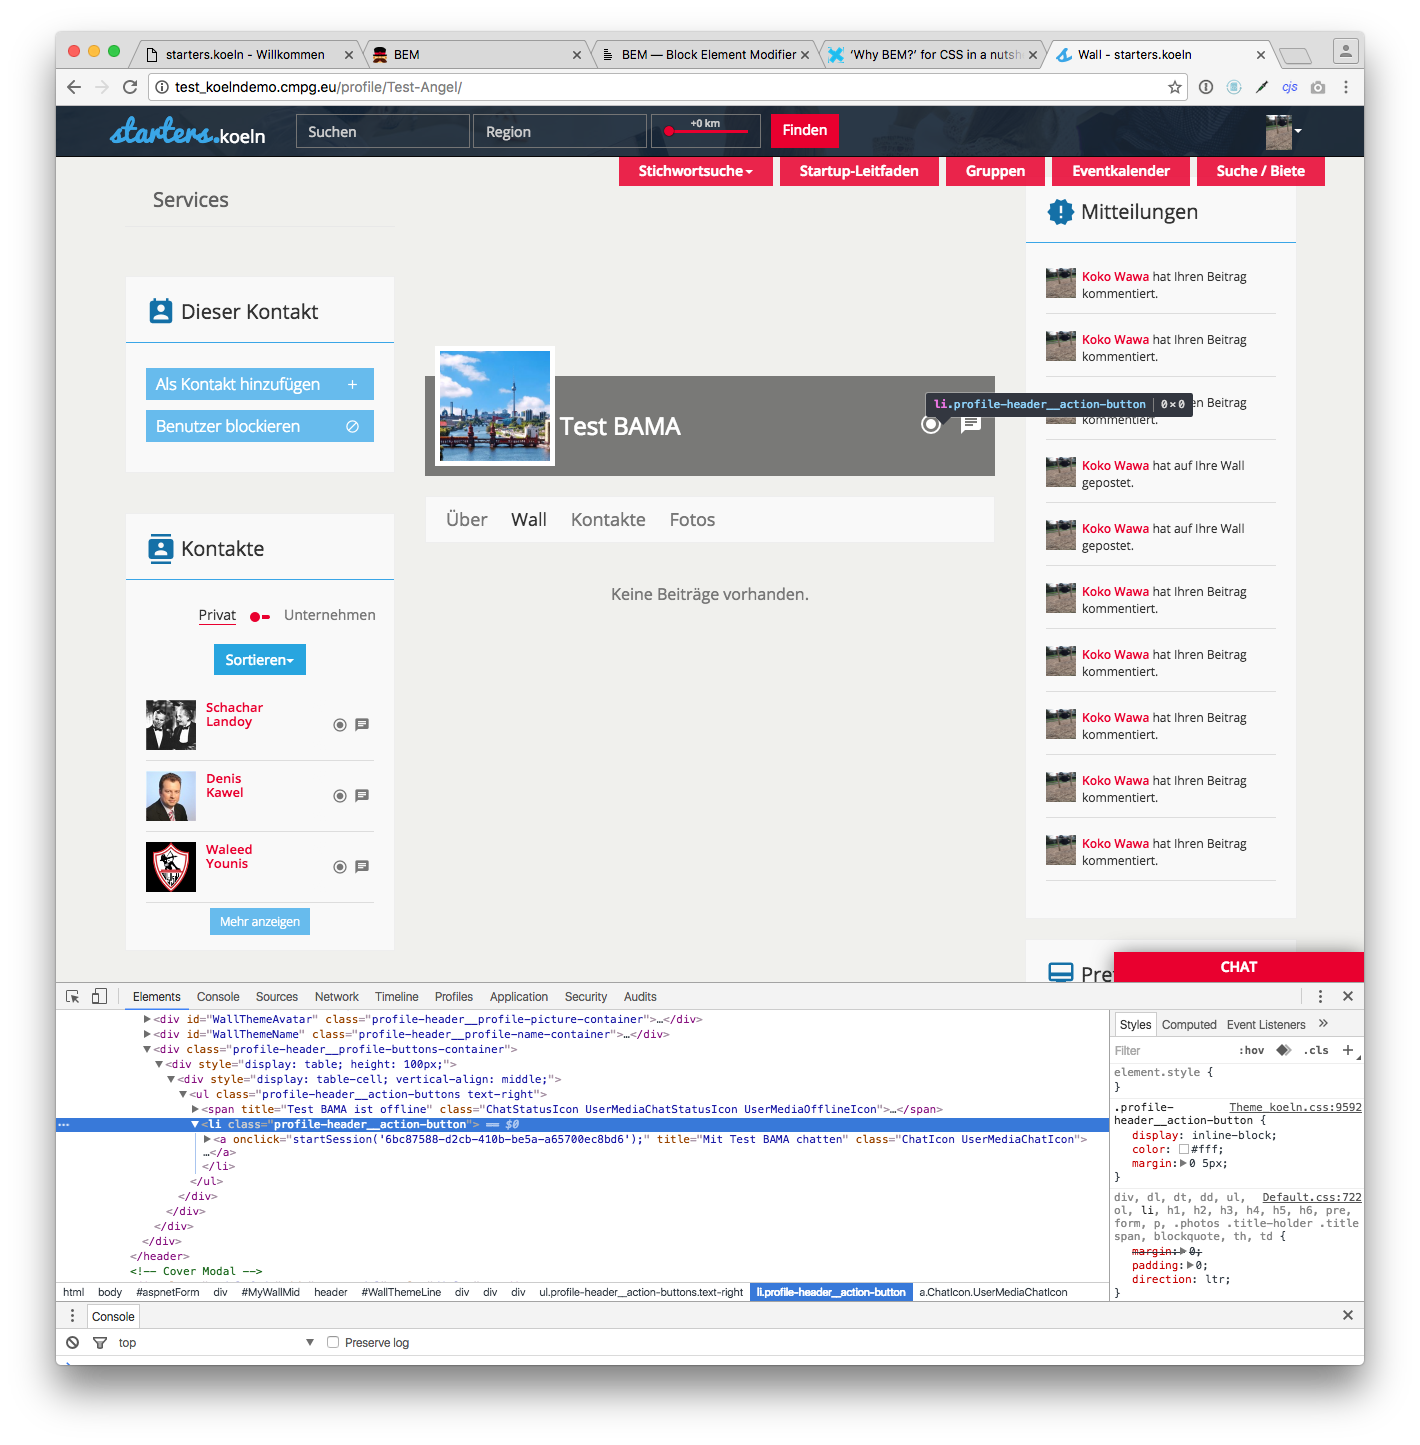 starters.koeln - Willkommen
BEM
BEM — Block Element Modifier
‘Why BEM?’ for CSS in a nutsh
Wall - starters.koeln
test_koelndemo.cmpg.eu/profile/Test-Angel/
cjs
starters.koeln
Suchen
Region
+0 km
Finden
Stichwortsuche
Startup-Leitfaden
Gruppen
Eventkalender
Suche / Biete
Services
Dieser Kontakt
Als Kontakt hinzufügen +
Benutzer blockieren
Kontakte
Privat
Unternehmen
Sortieren
Schachar
Landoy
Denis
Kawel
Waleed
Younis
Mehr anzeigen
Test BAMA
li.profile-header__action-button | 0×0
Über Wall Kontakte Fotos
Keine Beiträge vorhanden.
Mitteilungen
Koko Wawa hat Ihren Beitrag
kommentiert.
Koko Wawa hat Ihren Beitrag
kommentiert.
en Beitrag
kommentiert.
Koko Wawa hat auf Ihre Wall
gepostet.
Koko Wawa hat auf Ihre Wall
gepostet.
Koko Wawa hat Ihren Beitrag
kommentiert.
Koko Wawa hat Ihren Beitrag
kommentiert.
Koko Wawa hat Ihren Beitrag
kommentiert.
Koko Wawa hat Ihren Beitrag
kommentiert.
Koko Wawa hat Ihren Beitrag
kommentiert.
CHAT
Elements Console Sources Network Timeline Profiles Application Security Audits
<div id="WallThemeAvatar" class="profile-header__profile-picture-container">…</div>
<div id="WallThemeName" class="profile-header__profile-name-container">…</div>
<div class="profile-header__profile-buttons-container">
<div style="display: table; height: 100px;">
<div style="display: table-cell; vertical-align: middle;">
<ul class="profile-header__action-buttons text-right">
<span title="Test BAMA ist offline" class="ChatStatusIcon UserMediaChatStatusIcon UserMediaOfflineIcon">…</span>
<li class="profile-header__action-button"> == $0
<a onclick="startSession('6bc87588-d2cb-410b-be5a-a65700ec8bd6');" title="Mit Test BAMA chatten" class="ChatIcon UserMediaChatIcon">
…</a>
</li>
</ul>
</div>
</div>
</div>
</div>
</header>
<!-- Cover Modal -->
html body #aspnetForm div #MyWallMid header #WallThemeLine div div div ul.profile-header__action-buttons.text-right li.profile-header__action-button a.ChatIcon.UserMediaChatIcon
Styles Computed Event Listeners »
Filter :hov .cls +
element.style {
}
.profile- Theme_koeln.css:9592
header__action-button {
display: inline-block;
color: #fff;
margin: 0 5px;
}
div, dl, dt, dd, ul, Default.css:722
ol, li, h1, h2, h3, h4, h5, h6, pre,
form, p, .photos .title-holder .title
span, blockquote, th, td {
margin: 0;
padding: 0;
direction: ltr;
}
Console
top
Preserve log